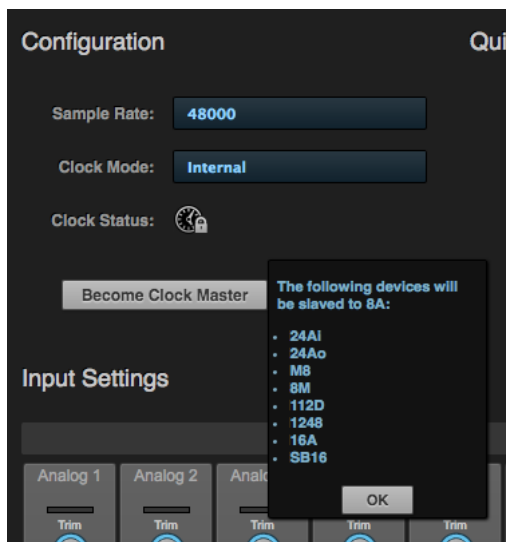 Configuration
Qui
Sample Rate:
48000
Clock Mode:
Internal
Clock Status:
Become Clock Master
The following devices will
be slaved to 8A:
24Ai
24Ao
M8
8M
112D
1248
16A
SB16
OK
Input Settings
Analog 1
Analog 2
Analo
Trim
Trim
Trim
Trim
Trim